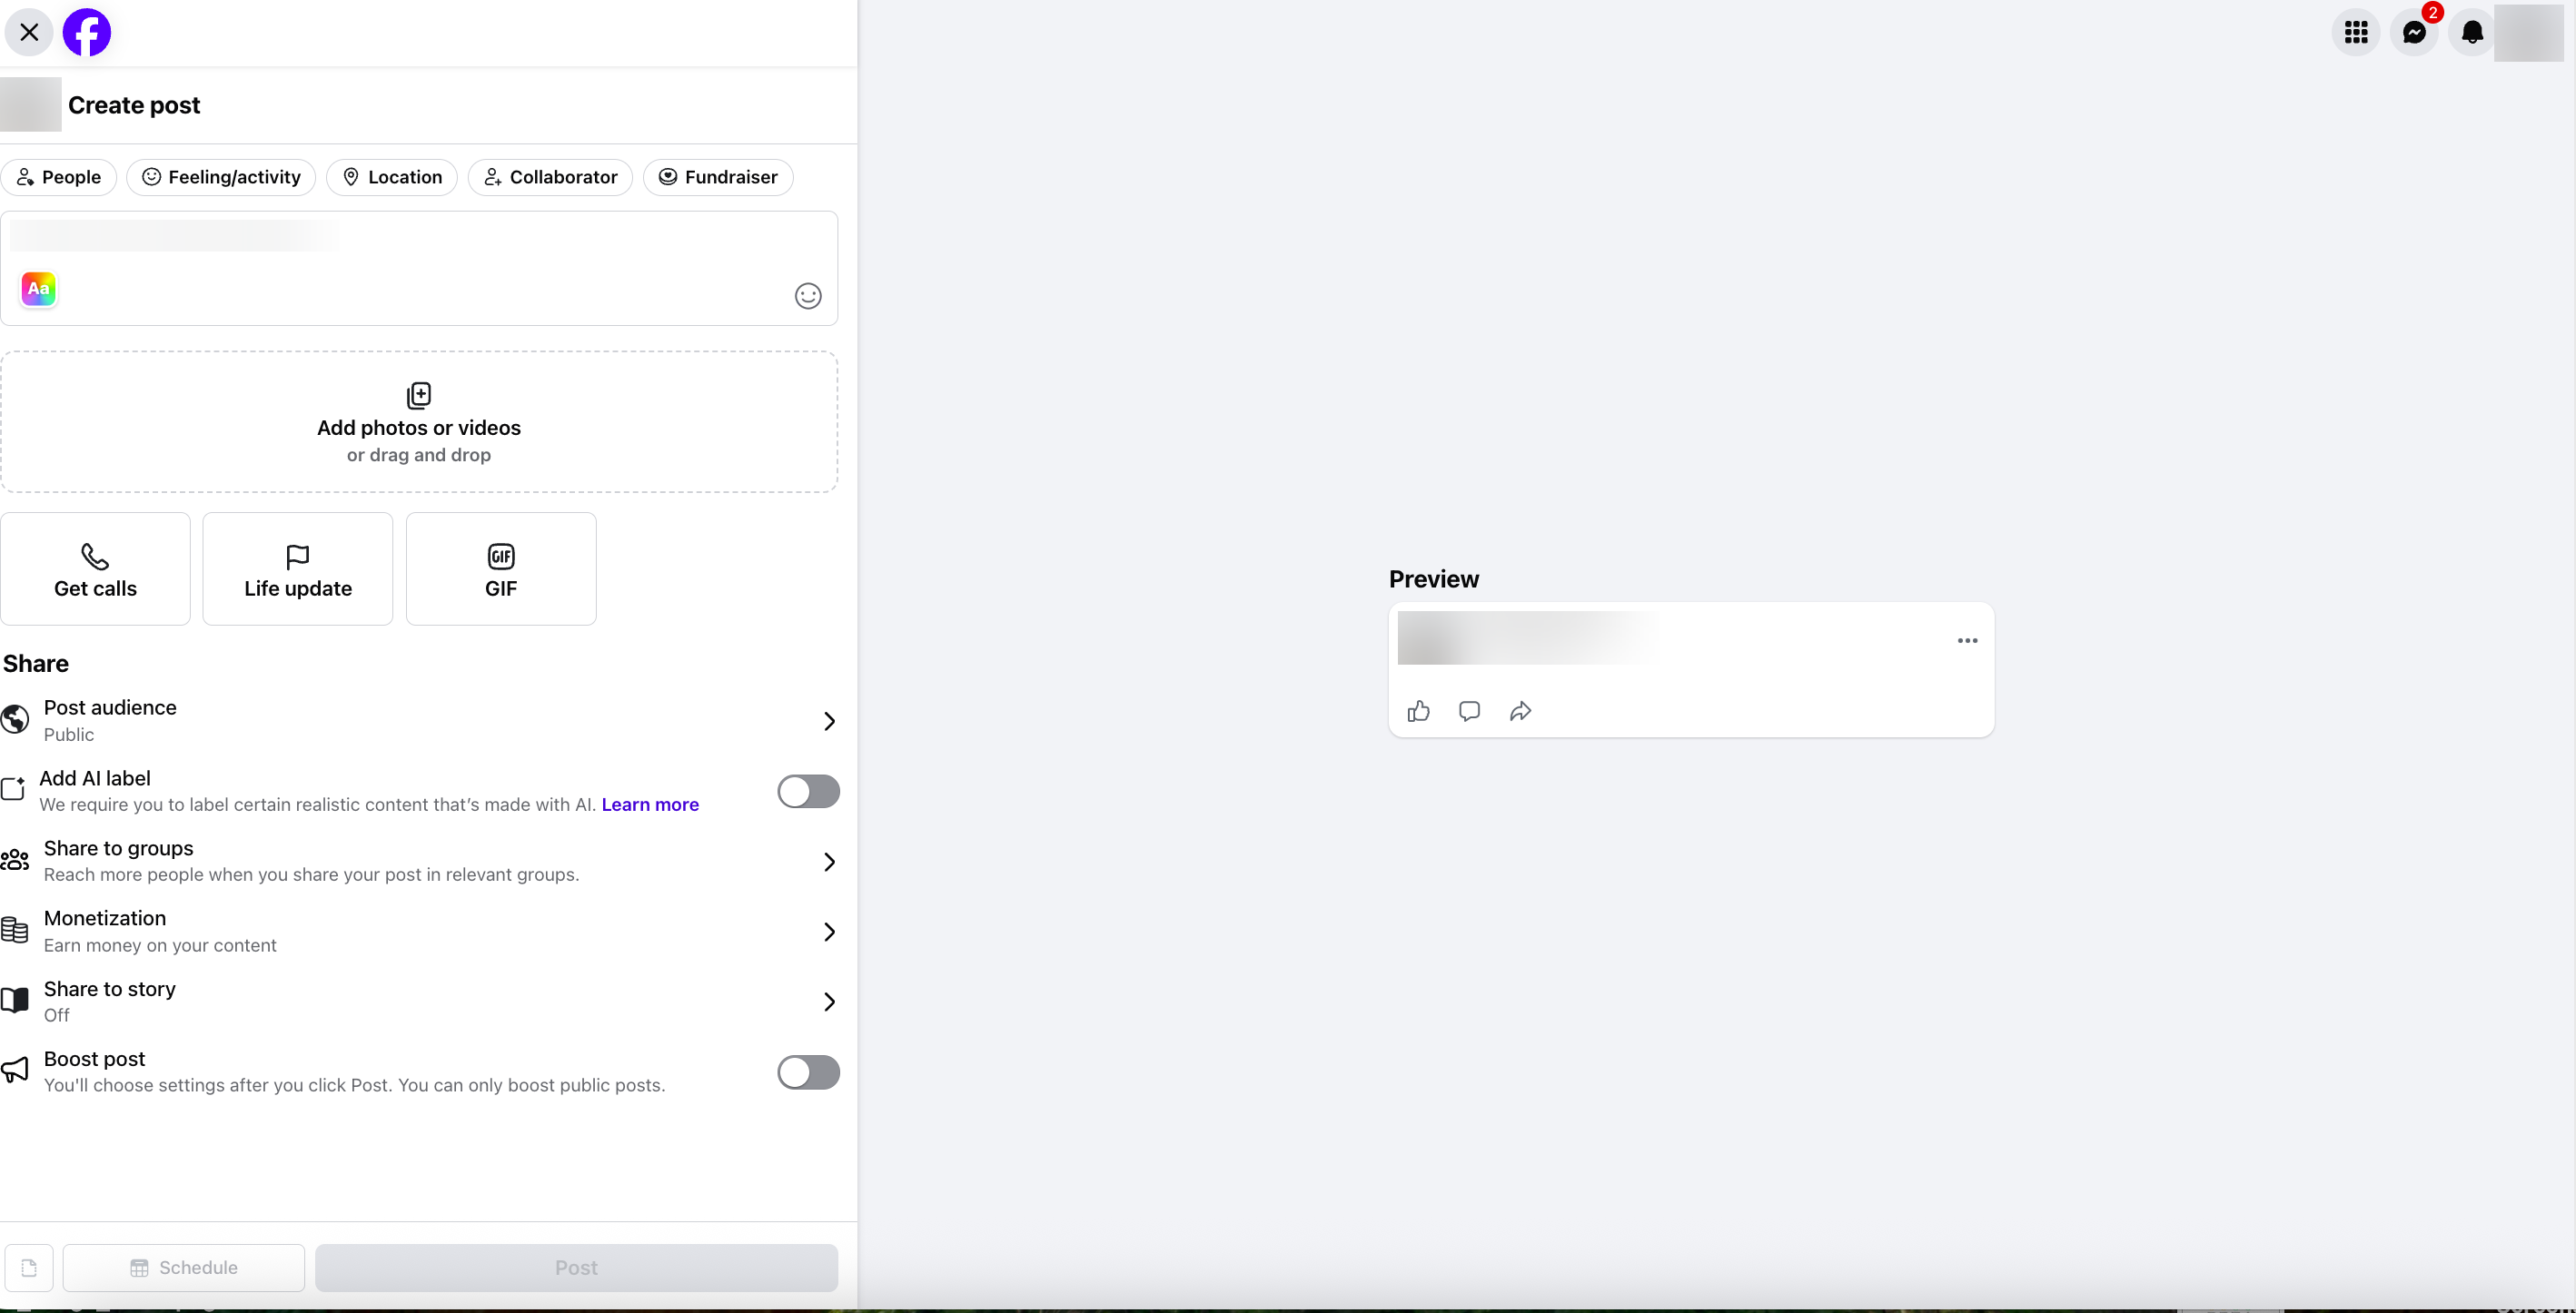 2
Create post
People
Feeling/activity
Location
Collaborator
Fundraiser
Aa
Add photos or videos
or drag and drop
Get calls
Life update
GIF
GIF
Share
Post audience
Public
Add AI label
We require you to label certain realistic content that’s made with AI. Learn more
Share to groups
Reach more people when you share your post in relevant groups.
Monetization
Earn money on your content
Share to story
Off
Boost post
You'll choose settings after you click Post. You can only boost public posts.
Schedule
Post
Preview